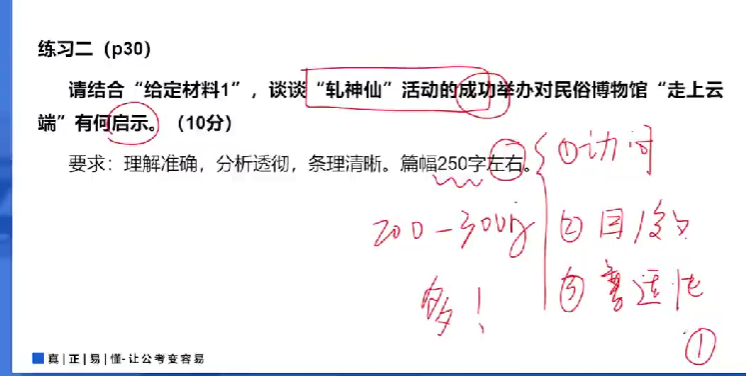 练习二（p30）
请结合“给定材料1”，谈谈“轧神仙”活动的成功举办对民俗博物馆“走上云
端”有何启示。（10分）
要求：理解准确，分析透彻，条理清晰。篇幅250字左右。
①访问
200-300字
②目/效
多！
③普适性
①
真|正|易|懂-让公考变容易